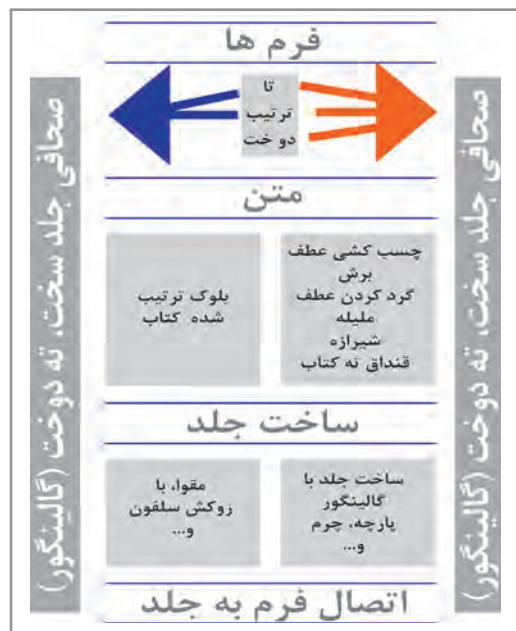 فرم ها
صحافی جلد سخت، ته دوخت (گالینگور)
تا
ترتیب
دوخت
صحافی جلد سخت، ته دوخت (گالینگور)
متن
چسب کشی عطف
برش
گرد کردن عطف
ملیله
شیرازه
قنداق ته کتاب
بلوک ترتیب
شده کتاب
ساخت جلد
ساخت جلد با
گالینگور
پارچه، چرم
و...
مقوا، با
روکش سلفون
و...
اتصال فرم به جلد